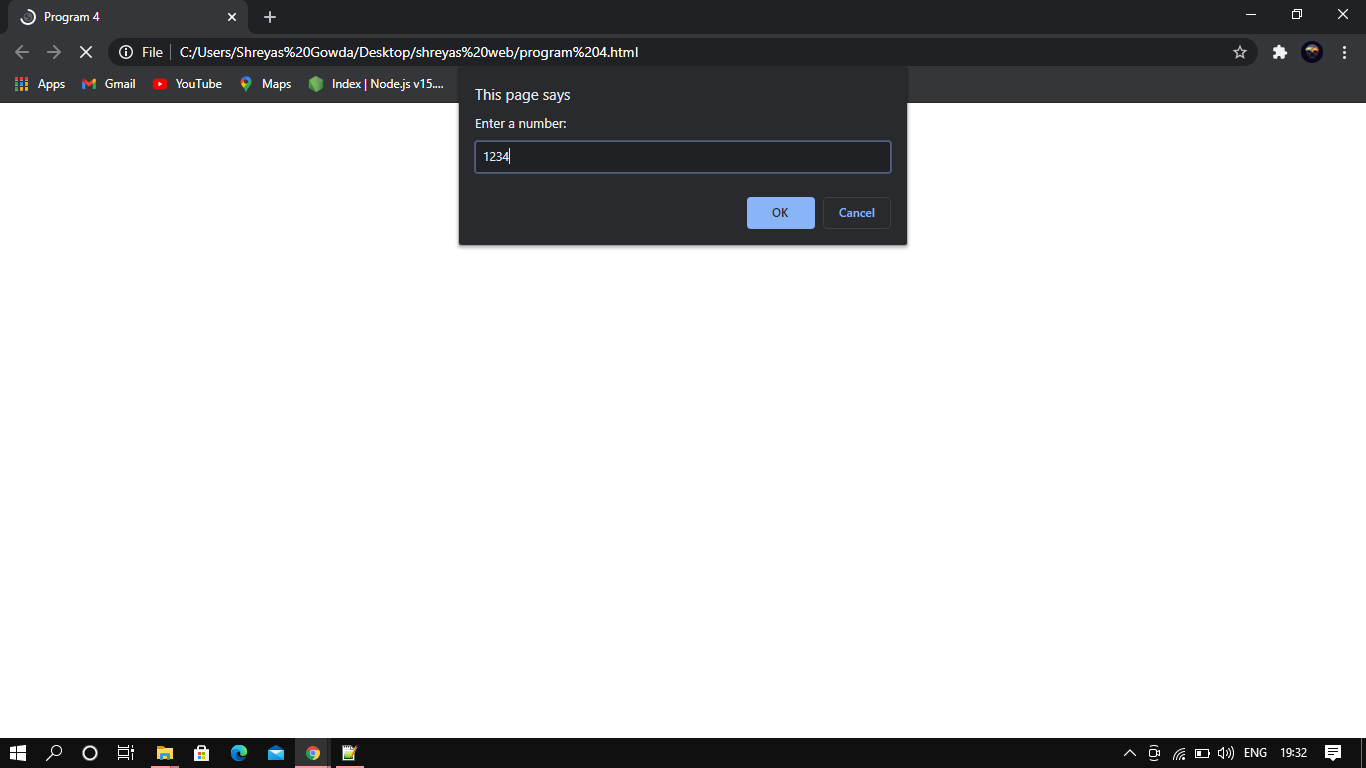 Program 4
File C:/Users/Shreyas%20Gowda/Desktop/shreyas%20web/program%204.html
Apps Gmail YouTube Maps Index | Node.js v15....
This page says
Enter a number:
1234
OK Cancel
ENG 19:32